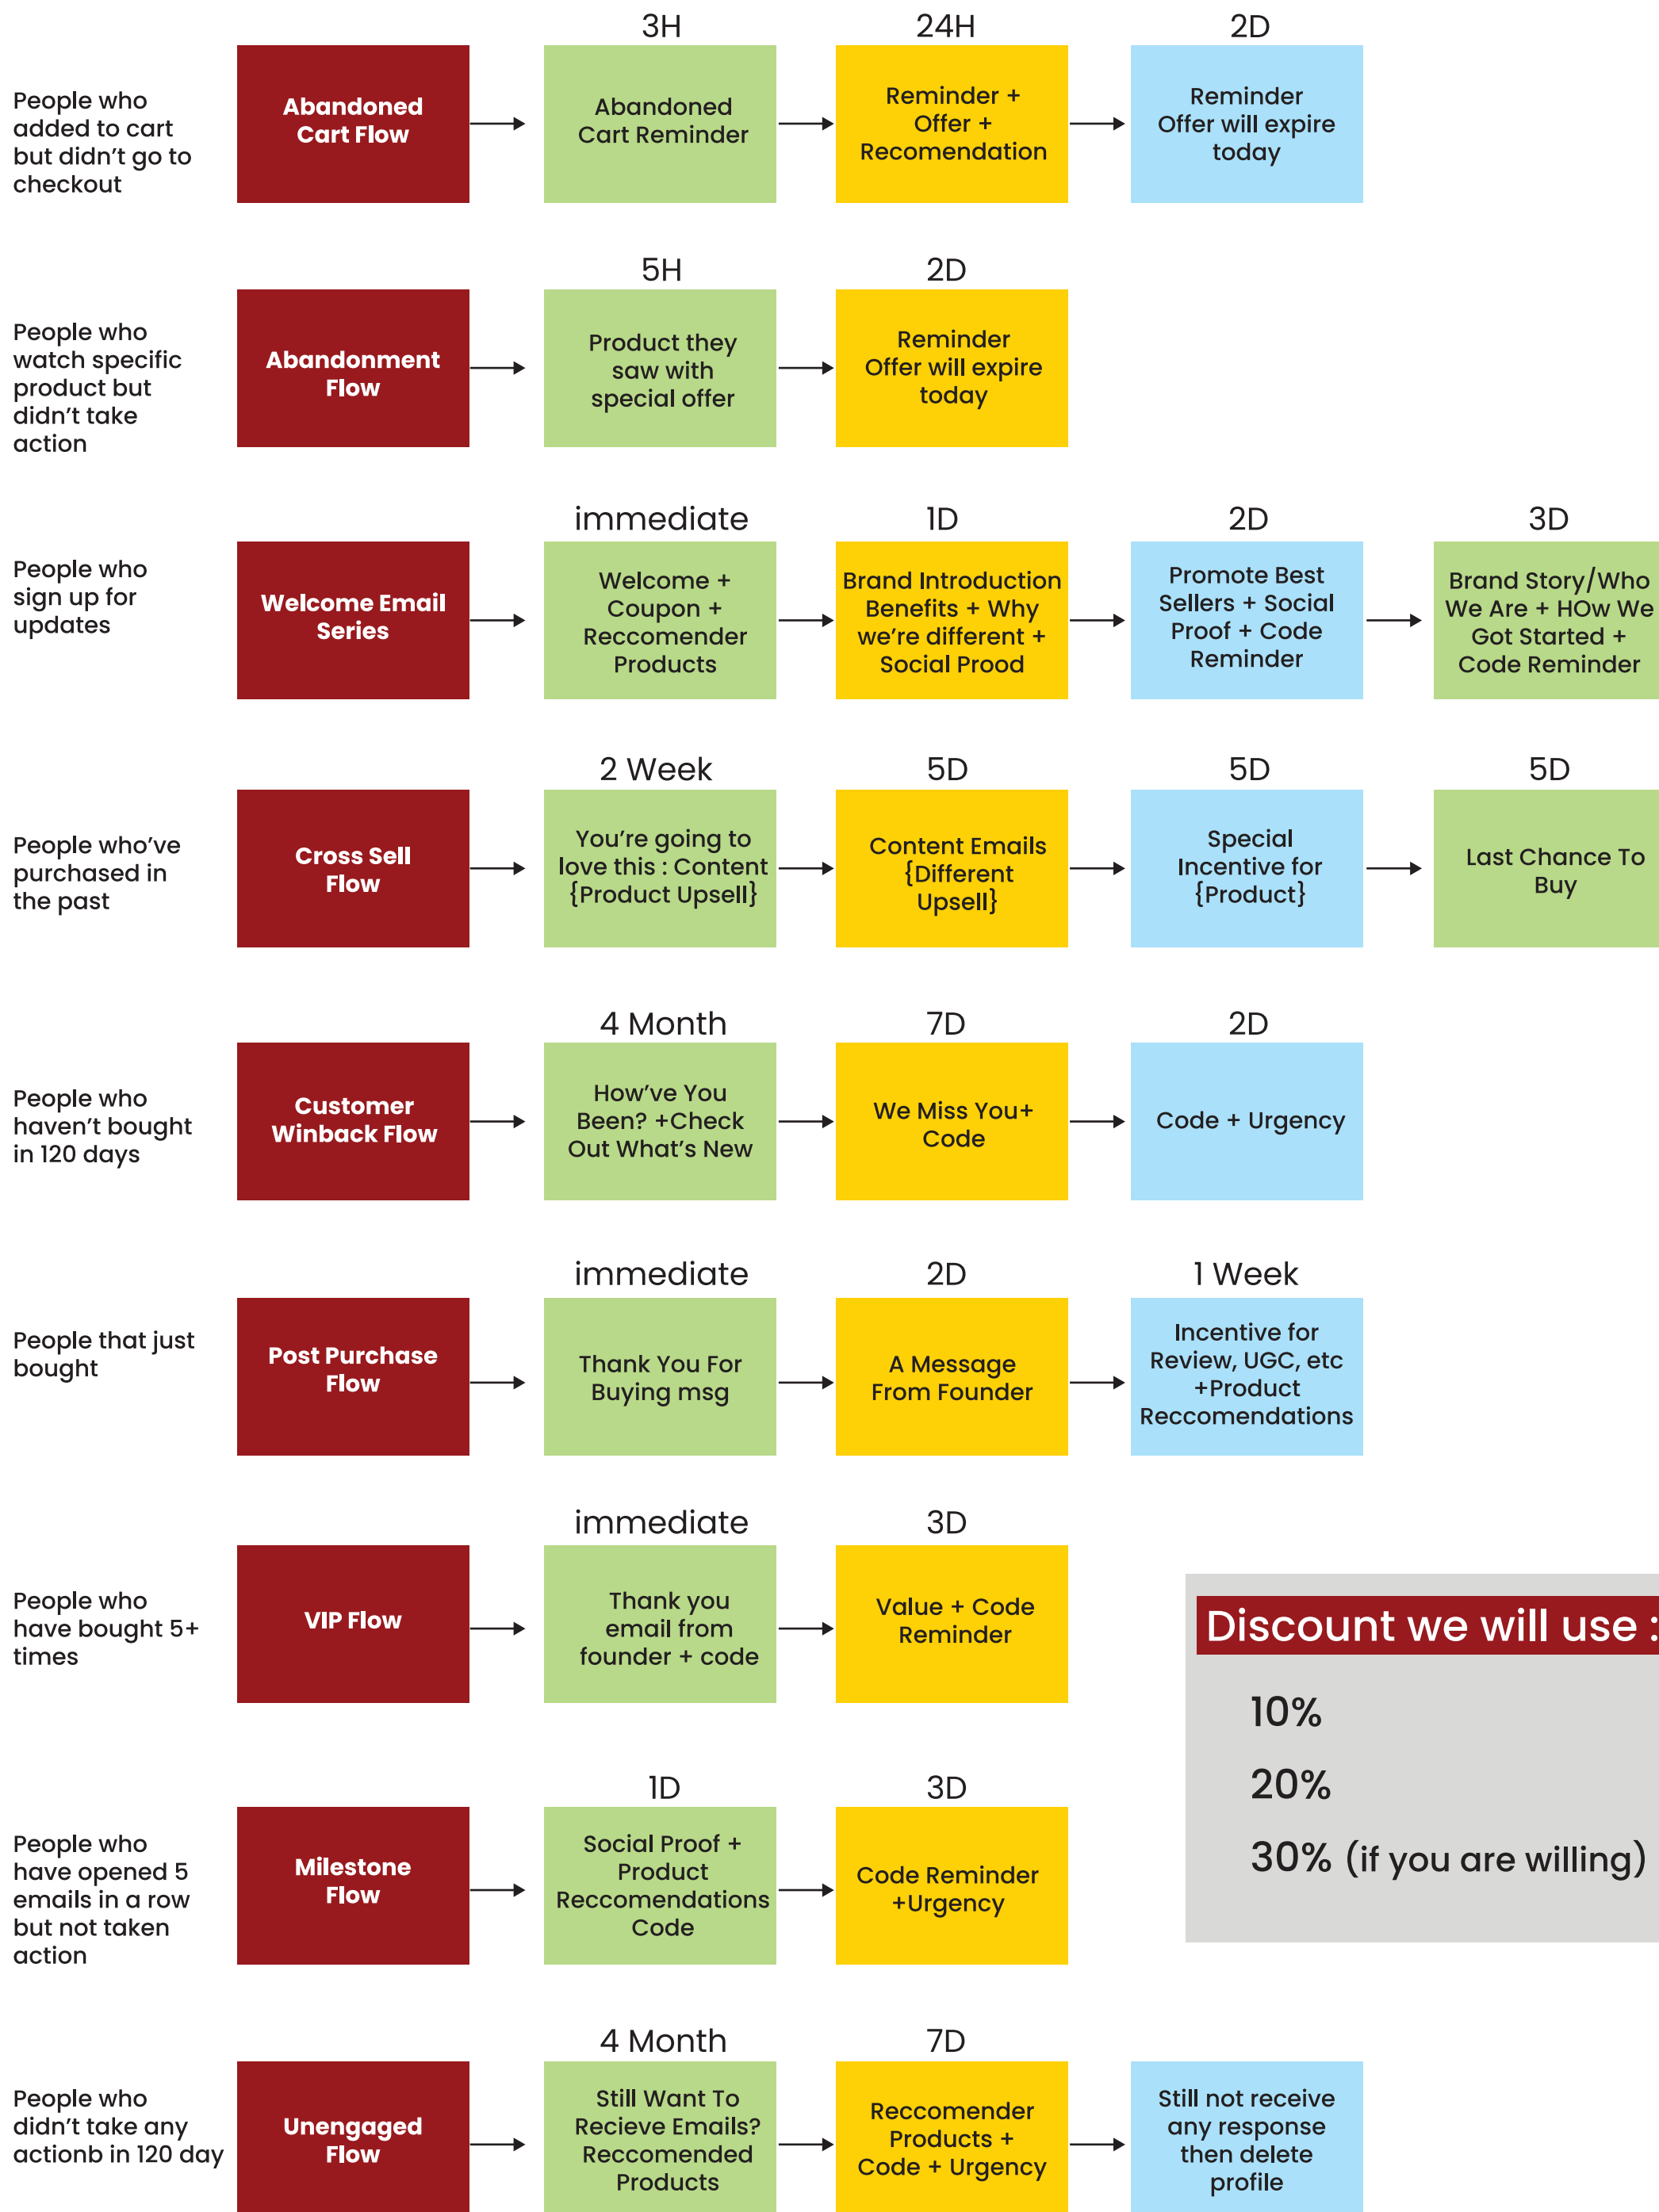 3H
24H
2D
People who
added to cart
but didn't go to
checkout
Abandoned
Cart Flow
Abandoned
Cart Reminder
Reminder +
Offer +
Recomendation
Reminder
Offer will expire
today
5H
2D
People who
watch specific
product but
didn't take
action
Abandonment
Flow
Product they
saw with
special offer
Reminder
Offer will expire
today
immediate
1D
2D
3D
People who
sign up for
updates
Welcome Email
Series
Welcome +
Coupon +
Reccomender
Products
Brand Introduction
Benefits + Why
we're different +
Social Prood
Promote Best
Sellers + Social
Proof + Code
Reminder
Brand Story/Who
We Are + HOw We
Got Started +
Code Reminder
2 Week
5D
5D
5D
People who've
purchased in
the past
Cross Sell
Flow
You're going to
love this : Content
{Product Upsell}
Content Emails
{Different
Upsell}
Special
Incentive for
{Product}
Last Chance To
Buy
4 Month
7D
2D
People who
haven't bought
in 120 days
Customer
Winback Flow
How've You
Been? +Check
Out What's New
We Miss You+
Code
Code + Urgency
immediate
2D
1 Week
People that just
bought
Post Purchase
Flow
Thank You For
Buying msg
A Message
From Founder
Incentive for
Review, UGC, etc
+Product
Reccomendations
immediate
3D
People who
have bought 5+
times
VIP Flow
Thank you
email from
founder + code
Value + Code
Reminder
Discount we will use :
10%
20%
30% (if you are willing)
1D
3D
People who
have opened 5
emails in a row
but not taken
action
Milestone
Flow
Social Proof +
Product
Reccomendations
Code
Code Reminder
+Urgency
4 Month
7D
People who
didn't take any
actionb in 120 day
Unengaged
Flow
Still Want To
Recieve Emails?
Reccomended
Products
Reccomender
Products +
Code + Urgency
Still not receive
any response
then delete
profile